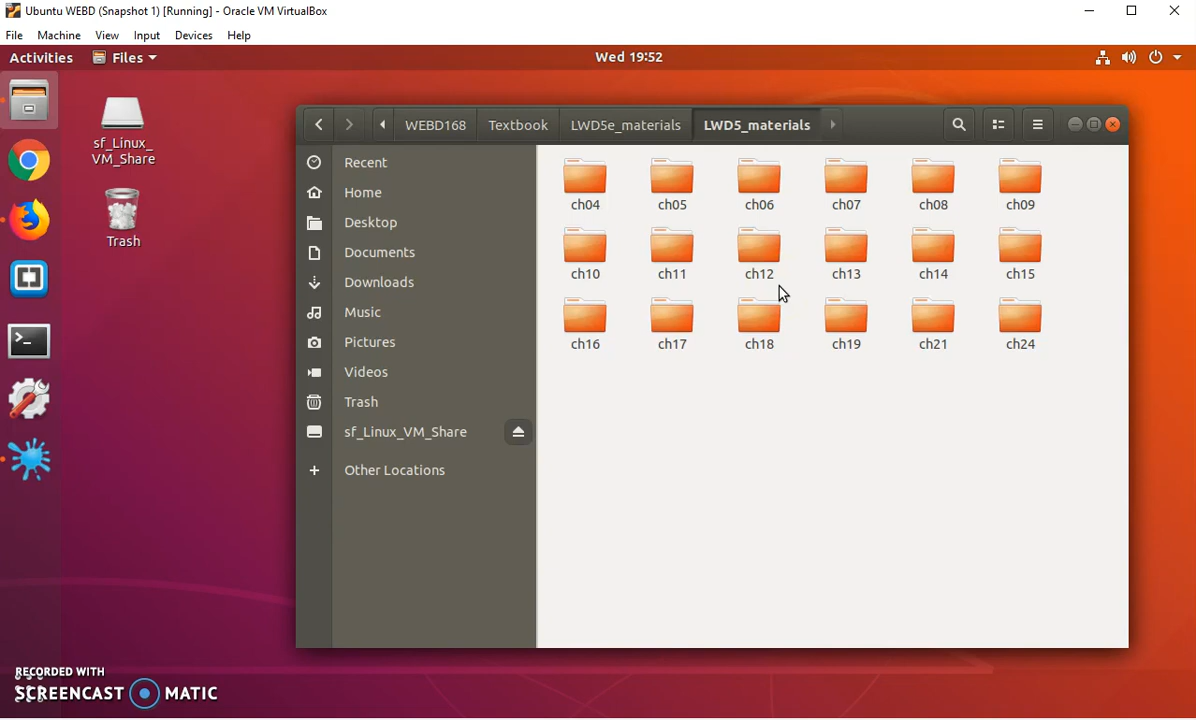 Ubuntu WEBD (Snapshot 1) [Running] - Oracle VM VirtualBox
File Machine View Input Devices Help
Activities Files Wed 19:52
WEBD168 Textbook LWD5e_materials LWD5_materials
sf_Linux_
VM_Share
Trash
Recent
Home
Desktop
Documents
Downloads
Music
Pictures
Videos
Trash
sf_Linux_VM_Share
Other Locations
ch04 ch05 ch06 ch07 ch08 ch09
ch10 ch11 ch12 ch13 ch14 ch15
ch16 ch17 ch18 ch19 ch21 ch24
RECORDED WITH
SCREENCAST MATIC